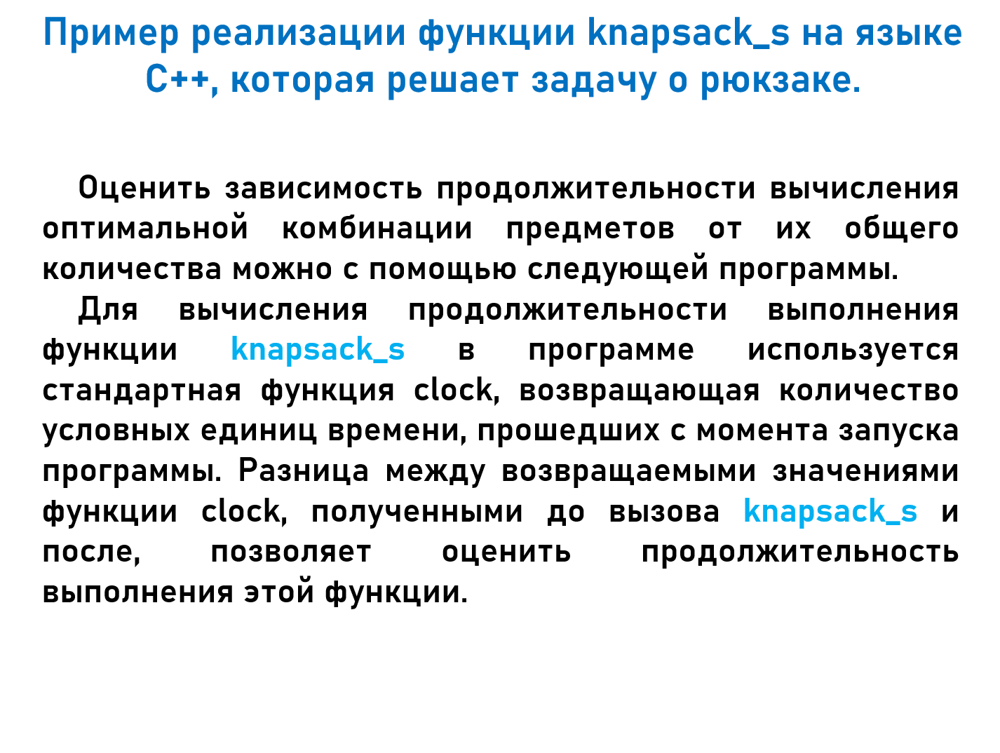 Пример реализации функции knapsack_s на языке
C++, которая решает задачу о рюкзаке.
Оценить зависимость продолжительности вычисления
оптимальной комбинации предметов от их общего
количества можно с помощью следующей программы.
Для вычисления продолжительности выполнения
функции knapsack_s в программе используется
стандартная функция clock, возвращающая количество
условных единиц времени, прошедших с момента запуска
программы. Разница между возвращаемыми значениями
функции clock, полученными до вызова knapsack_s и
после, позволяет оценить продолжительность
выполнения этой функции.